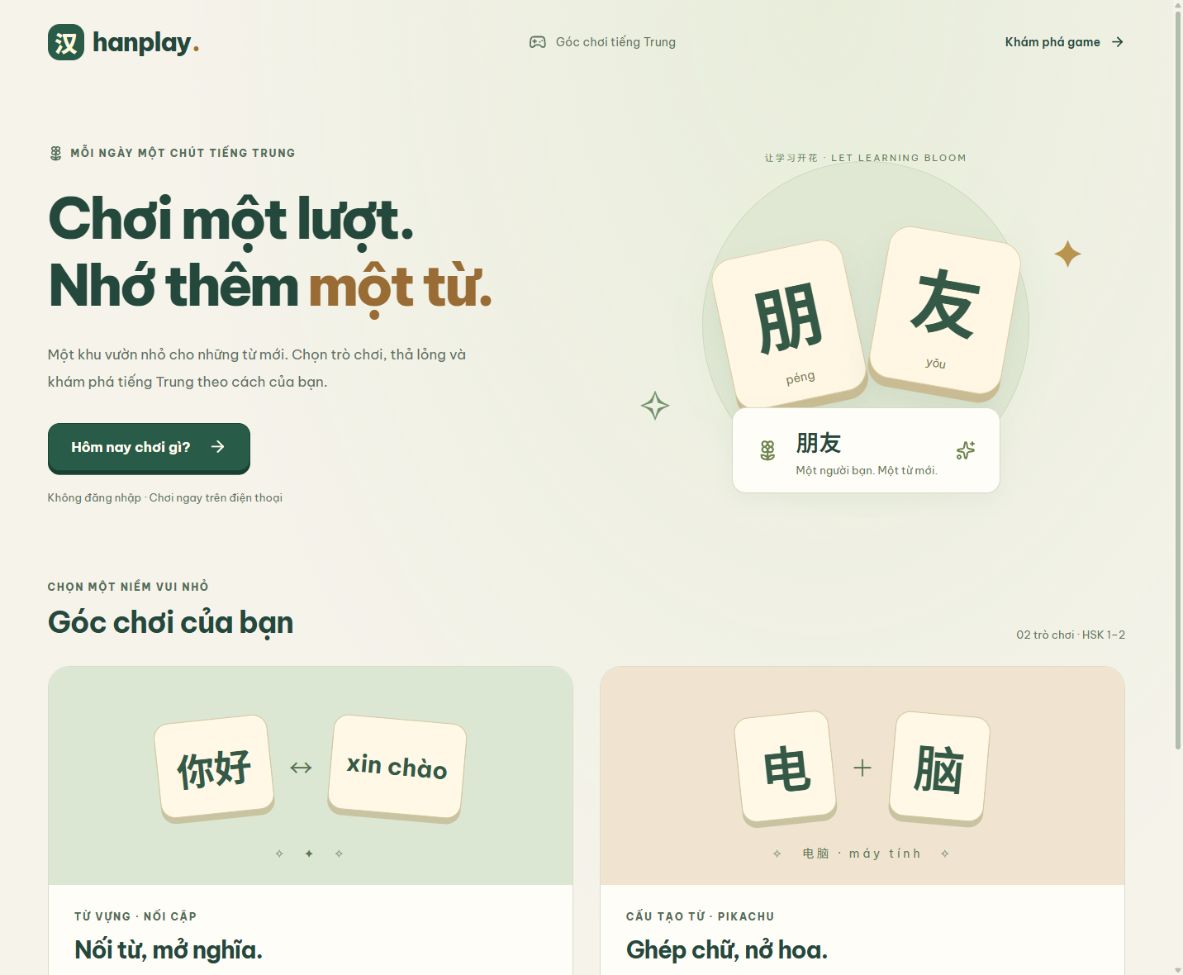 汉 hanplay.
Góc chơi tiếng Trung
Khám phá game →
MỖI NGÀY MỘT CHÚT TIẾNG TRUNG
Chơi một lượt.
Nhớ thêm một từ.
Một khu vườn nhỏ cho những từ mới. Chọn trò chơi, thả lỏng và
khám phá tiếng Trung theo cách của bạn.
Hôm nay chơi gì? →
Không đăng nhập · Chơi ngay trên điện thoại
让学习开花 · LET LEARNING BLOOM
朋
péng
友
yǒu
朋友
Một người bạn. Một từ mới.
CHỌN MỘT NIỀM VUI NHỎ
Góc chơi của bạn
02 trò chơi · HSK 1–2
你好 ↔ xin chào
TỪ VỰNG · NỐI CẶP
Nối từ, mở nghĩa.
电 + 脑
电脑 · máy tính
CẤU TẠO TỪ · PIKACHU
Ghép chữ, nở hoa.